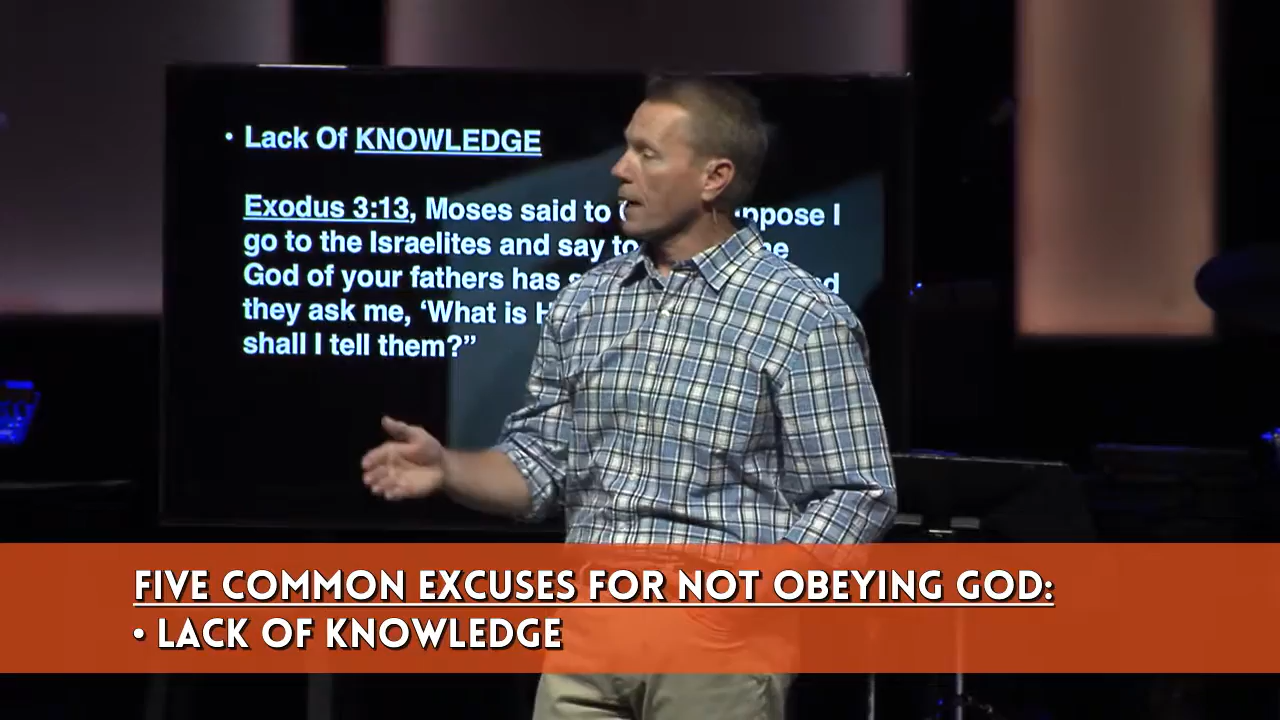 • Lack Of KNOWLEDGE
Exodus 3:13, Moses said to uppose I
go to the Israelites and say to
God of your fathers has
they ask me, ‘What is
shall I tell them?”
FIVE COMMON EXCUSES FOR NOT OBEYING GOD:
• LACK OF KNOWLEDGE